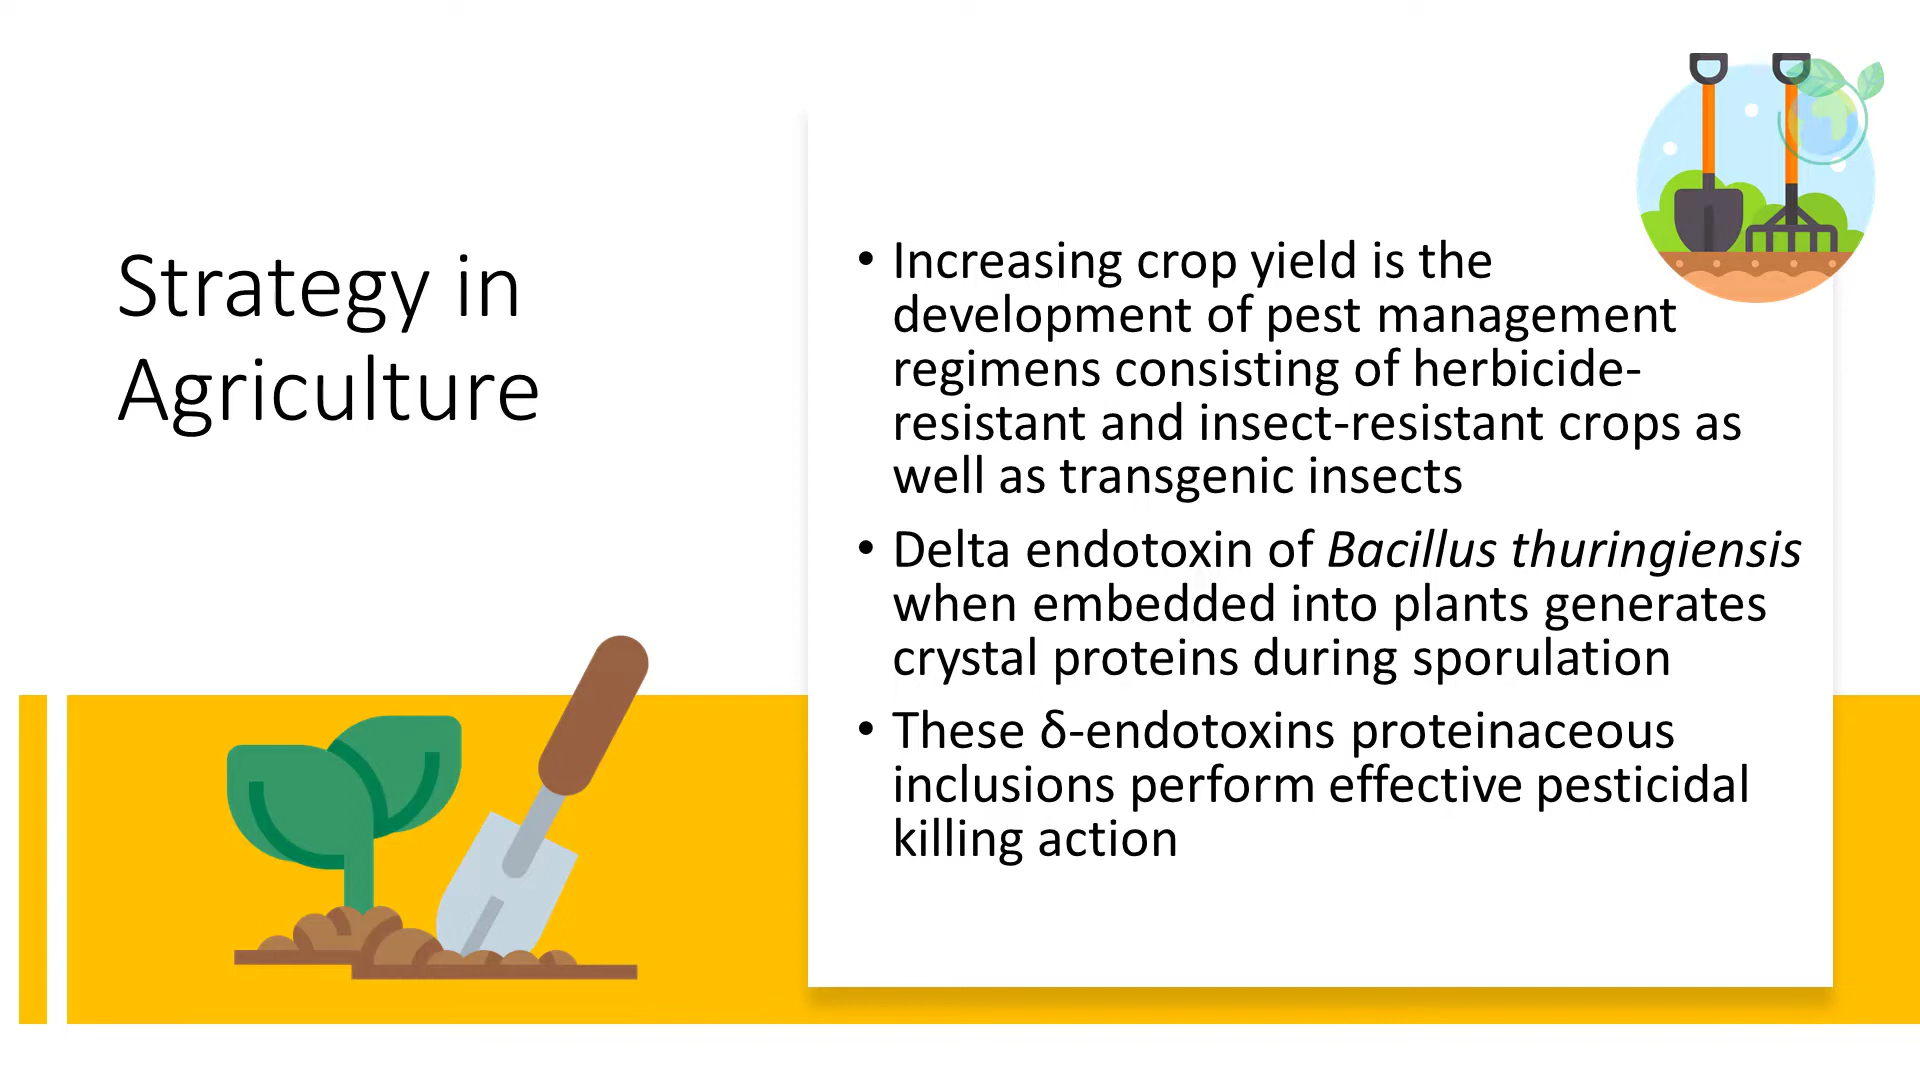 Strategy in
Agriculture
• Increasing crop yield is the
development of pest management
regimens consisting of herbicide-
resistant and insect-resistant crops as
well as transgenic insects
• Delta endotoxin of Bacillus thuringiensis
when embedded into plants generates
crystal proteins during sporulation
• These δ-endotoxins proteinaceous
inclusions perform effective pesticidal
killing action